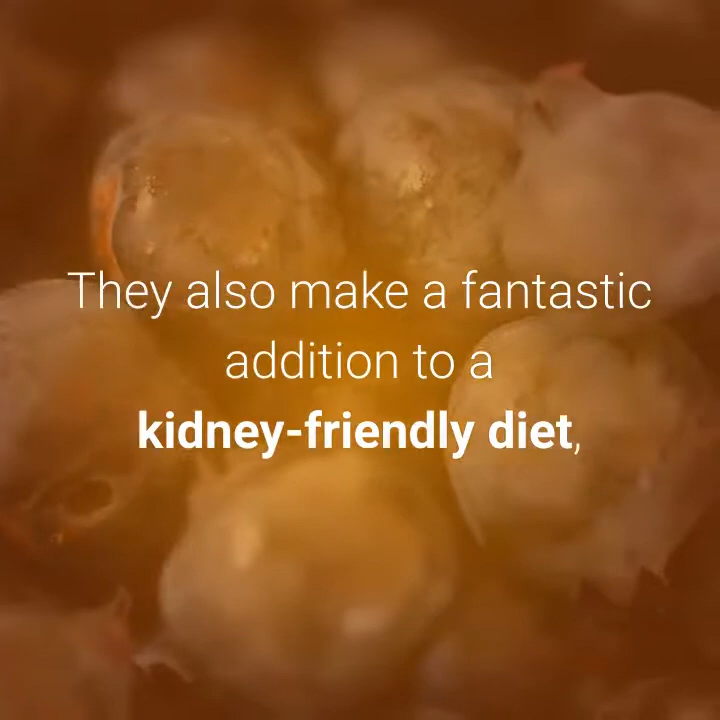 They also make a fantastic
addition to a
kidney-friendly diet,